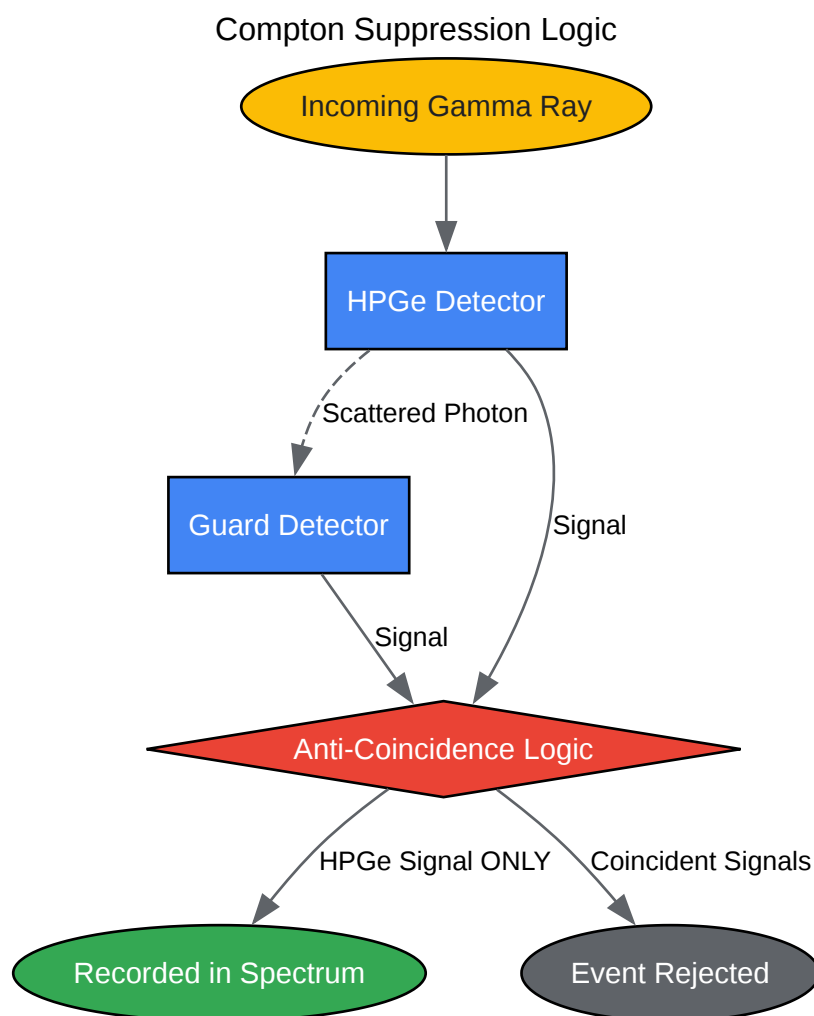 Compton Suppression Logic
Incoming Gamma Ray
HPGe Detector
Scattered Photon
Guard Detector
Signal
Signal
Anti-Coincidence Logic
HPGe Signal ONLY
Coincident Signals
Recorded in Spectrum
Event Rejected